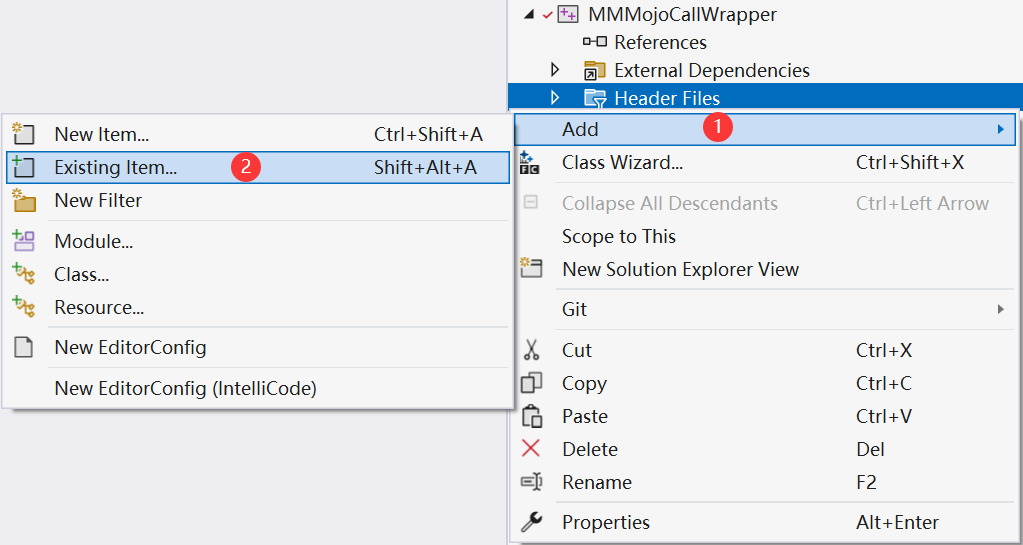 MMMojoCallWrapper
References
External Dependencies
Header Files
Add 1
Class Wizard... Ctrl+Shift+X
Collapse All Descendants Ctrl+Left Arrow
Scope to This
New Solution Explorer View
Git
Cut Ctrl+X
Copy Ctrl+C
Paste Ctrl+V
Delete Del
Rename F2
Properties Alt+Enter
New Item... Ctrl+Shift+A
Existing Item... 2 Shift+Alt+A
New Filter
Module...
Class...
Resource...
New EditorConfig
New EditorConfig (IntelliCode)